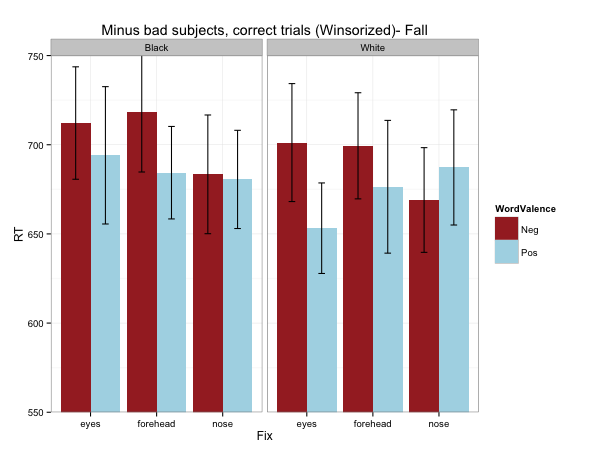 Minus bad subjects, correct trials (Winsorized)- Fall
Black
White
750
700
650
600
550
RT
eyes
forehead
nose
eyes
forehead
nose
Fix
WordValence
Neg
Pos